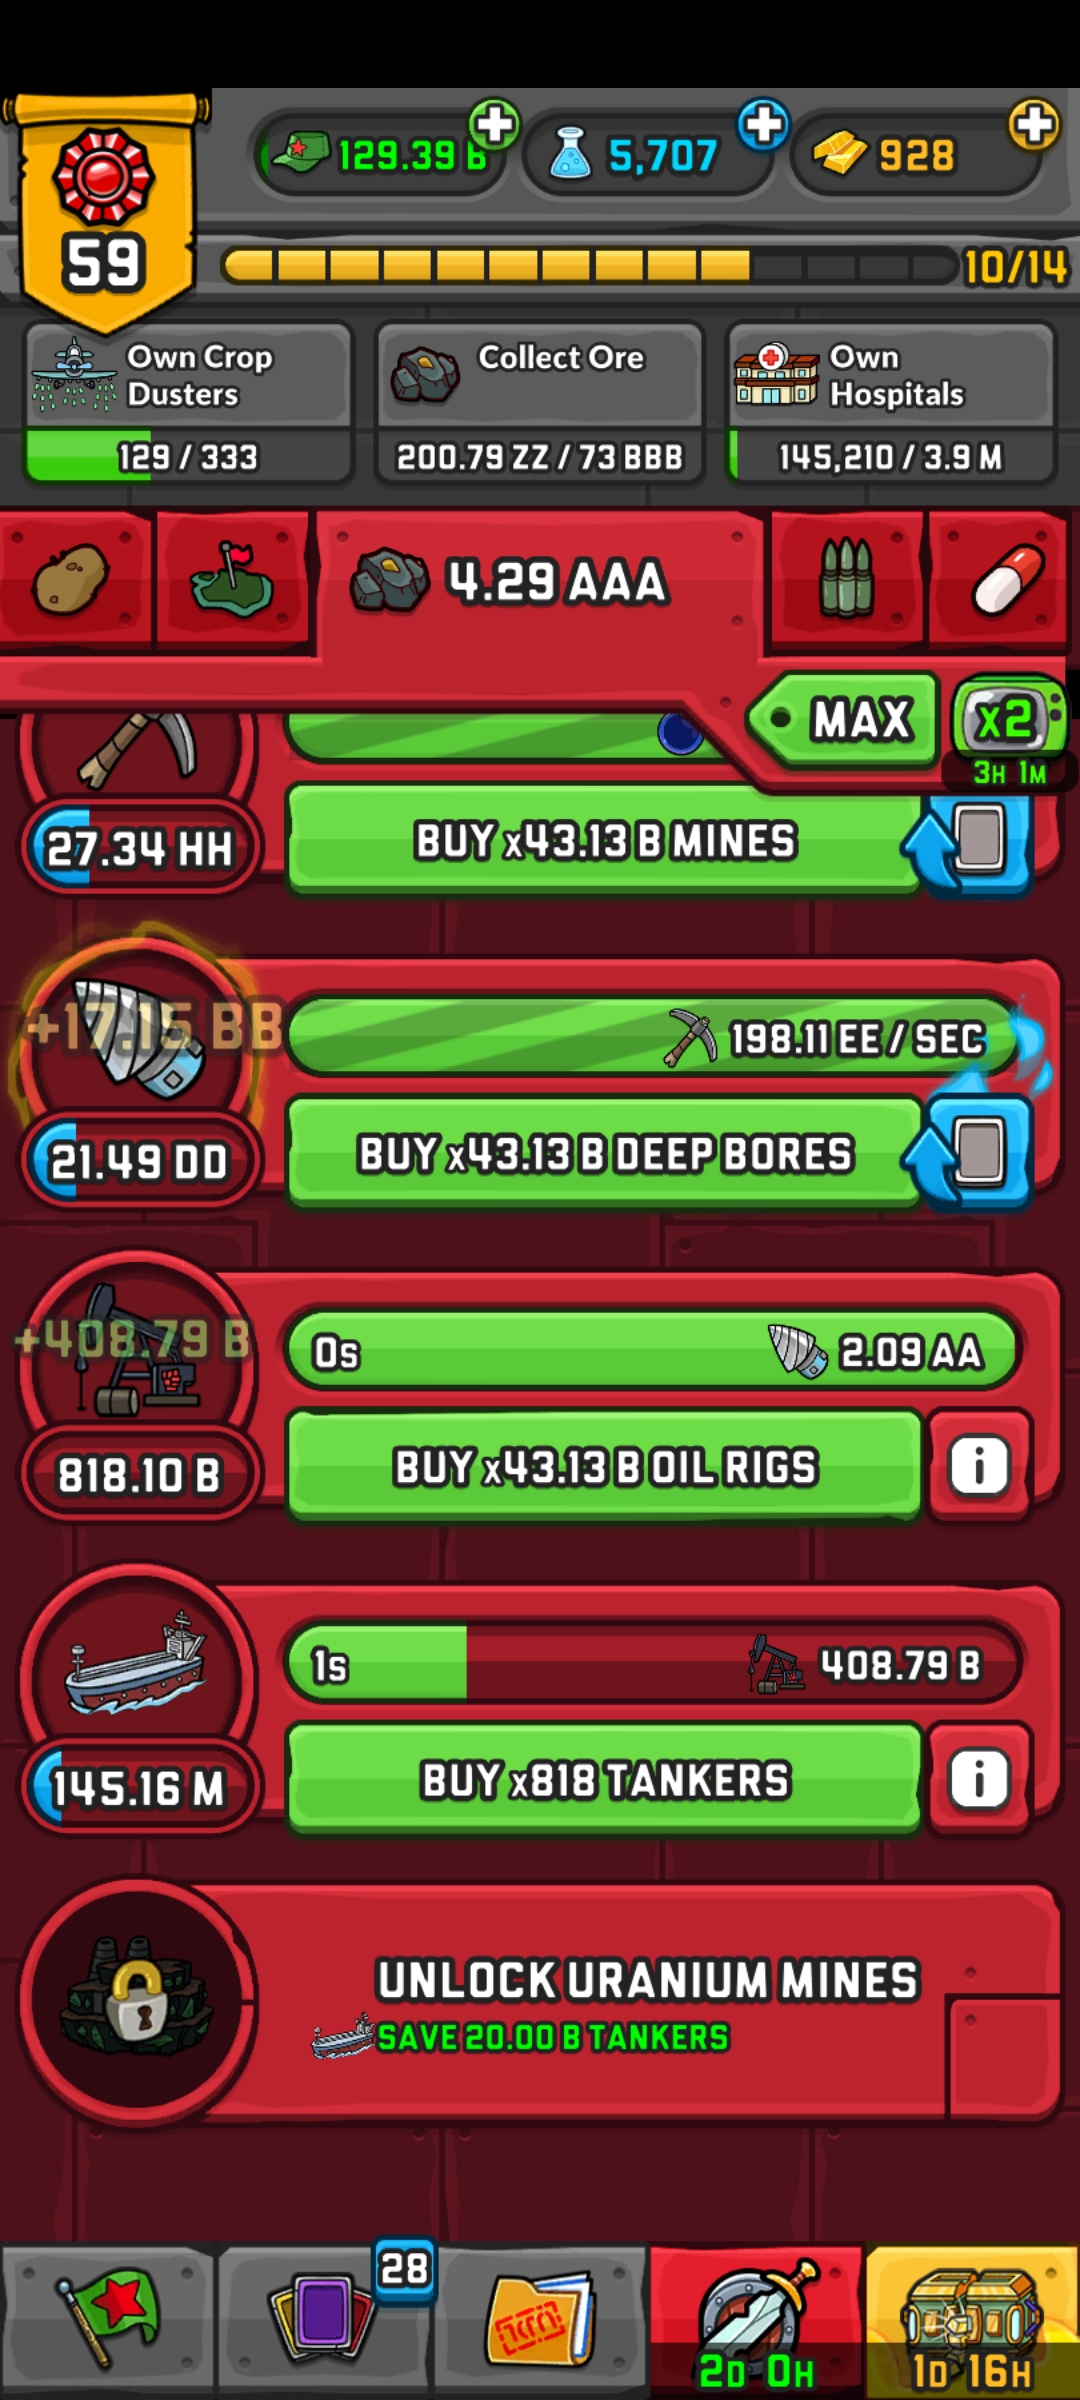 129.39 B
5,707
928
59
10/14
Own Crop
Dusters
129 / 333
Collect Ore
200.79 ZZ / 73 BBB
Own
Hospitals
145,210 / 3.9 M
4.29 AAA
MAX
x2
3H 1M
27.34 HH
BUY x43.13 B MINES
+17.15 BB
198.11 EE / SEC
21.49 DD
BUY x43.13 B DEEP BORES
+408.79 B
0s
2.09 AA
818.10 B
BUY x43.13 B OIL RIGS
i
1s
408.79 B
145.16 M
BUY x818 TANKERS
i
UNLOCK URANIUM MINES
SAVE 20.00 B TANKERS
28
2D 0H
1D 16H